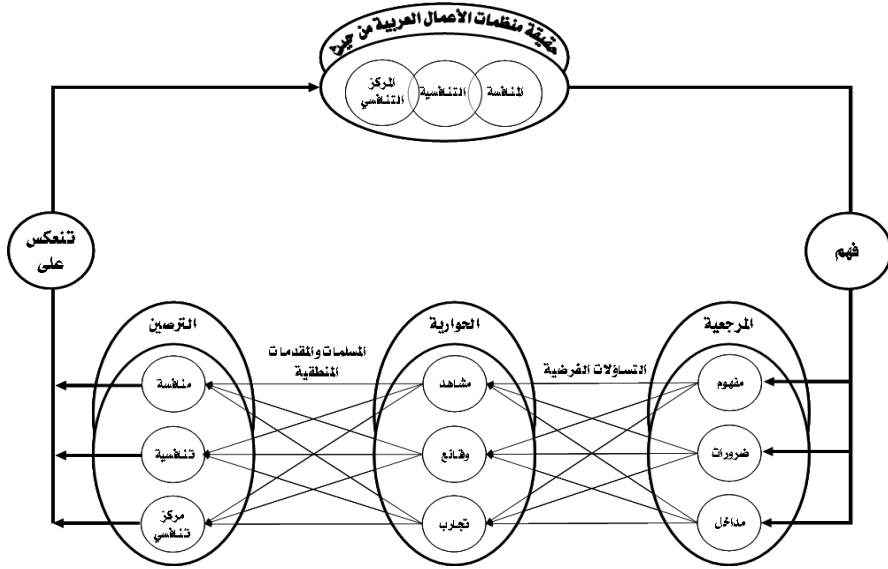 حقيقة منظمات الأعمال العربية من حيث
المنافسة
التنافسية
المركز
التنافسي
فهم
تنعكس
على
المرجعية
مفهوم
ضرورات
مداخل
التساؤلات الفرضية
الحوارية
مشاهد
وقائع
تجارب
المسلمات والمقدمات
المنطقية
الترصين
منافسة
تنافسية
مركز
تنافسي